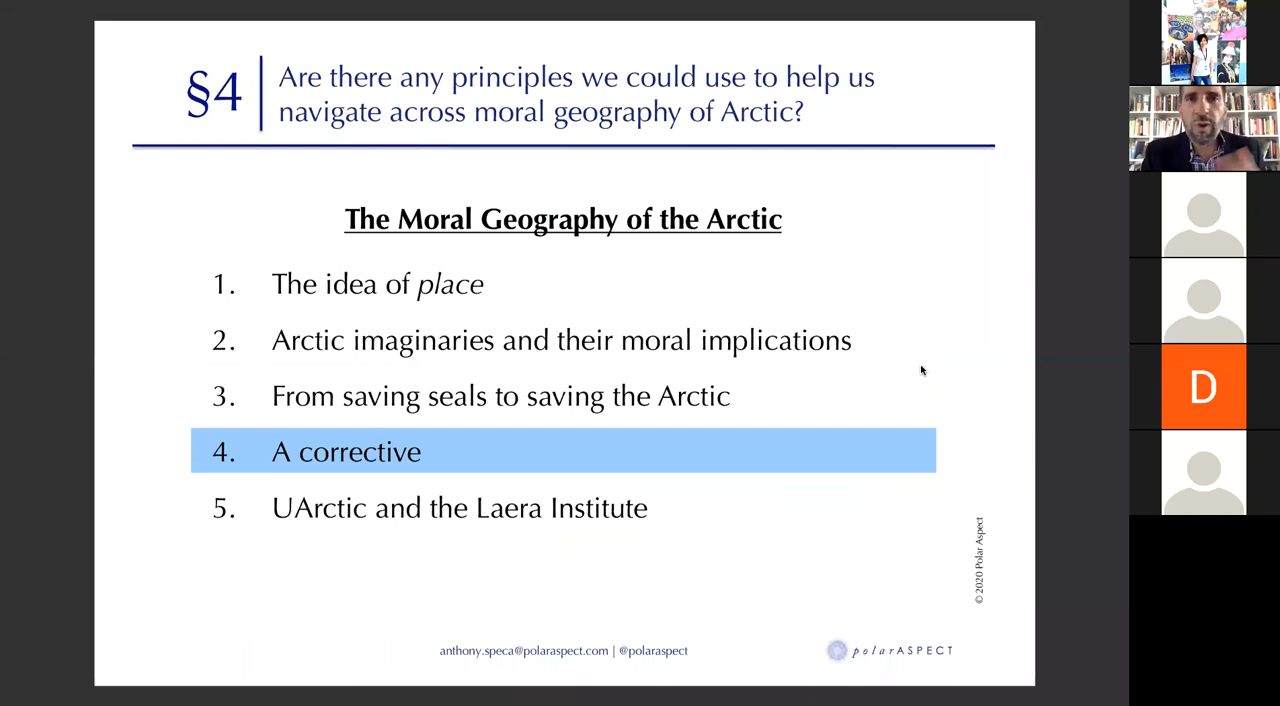 §4
Are there any principles we could use to help us
navigate across moral geography of Arctic?
The Moral Geography of the Arctic
1. The idea of place
2. Arctic imaginaries and their moral implications
3. From saving seals to saving the Arctic
4. A corrective
5. UArctic and the Laera Institute
© 2020 Polar Aspect
anthony.speca@polaraspect.com | @polaraspect
polarASPECT
D